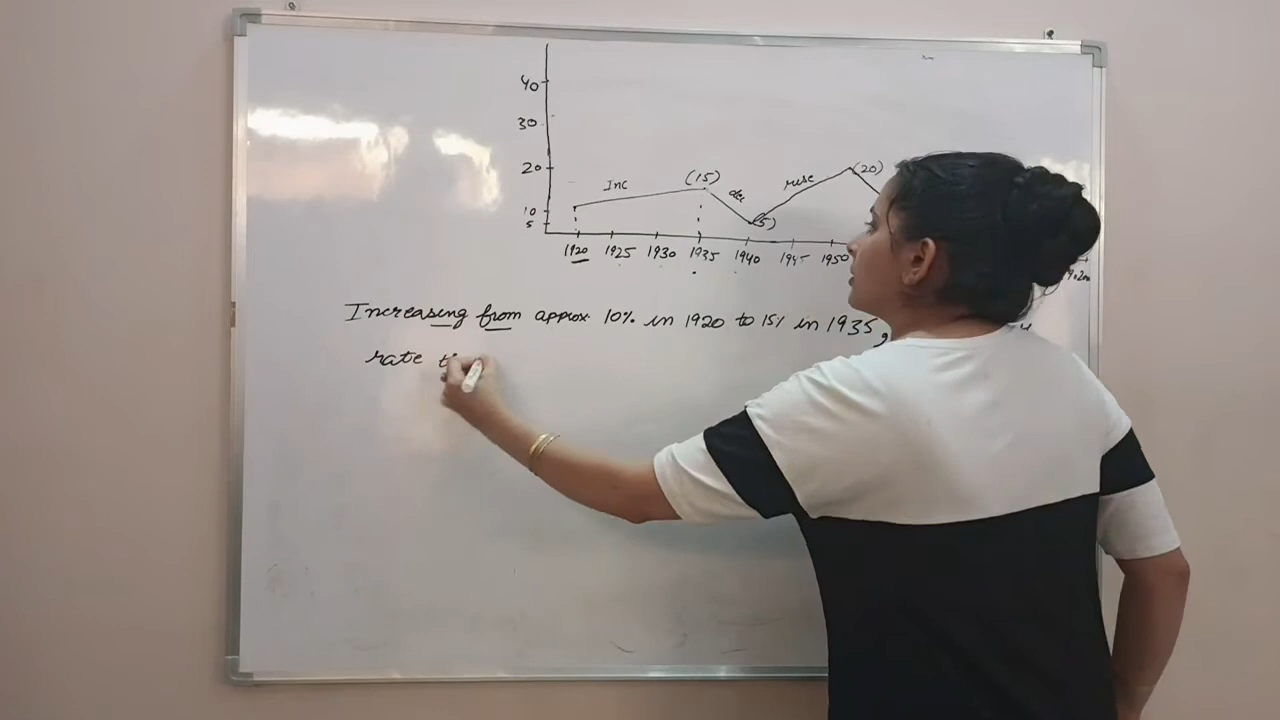 40
30
20
10
5
Inc
(15)
dec
(5)
rise
(20)
1920 1925 1930 1935 1940 1945 1950
Increasing from approx. 10% in 1920 to 15% in 1935,
rate